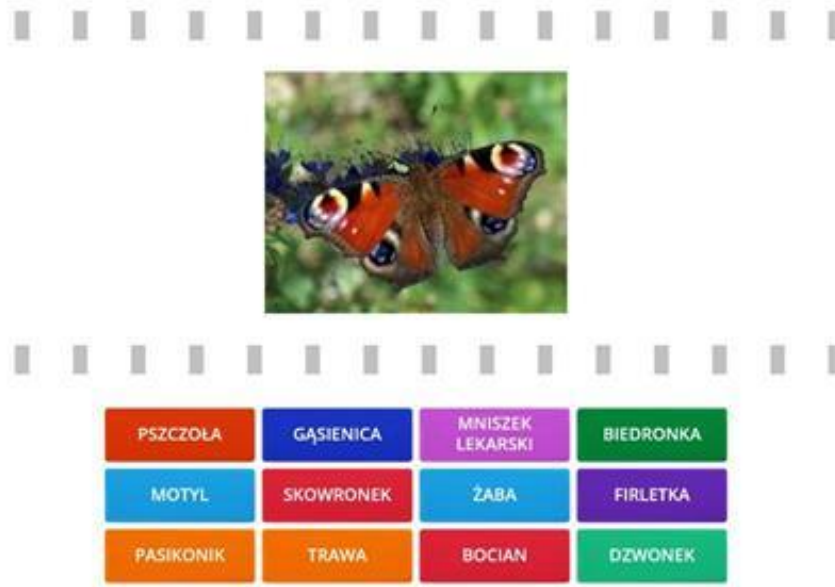 PSZCZOŁA
GĄSIENICA
MNISZEK
LEKARSKI
BIEDRONKA
MOTYL
SKOWRONEK
ŻABA
FIRLETKA
PASIKONIK
TRAWA
BOCIAN
DZWONEK